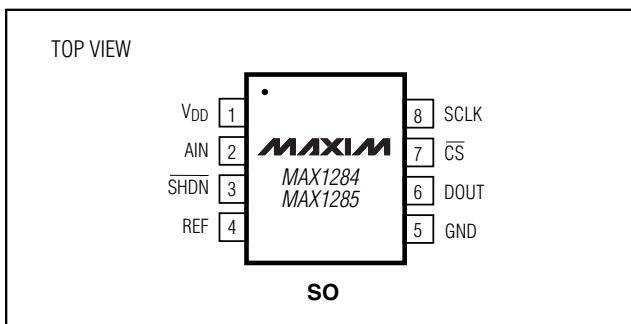 TOP VIEW
VDD 1
AIN 2
SHDN 3
REF 4
MAXIM
MAX1284
MAX1285
8 SCLK
7 CS
6 DOUT
5 GND
SO